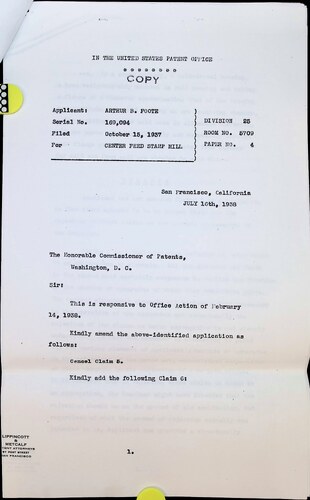 IN THE UNITED STATES PATENT OFFICE
COPY
Applicant: ARTHUR B. FOOTE
Serial No. 169,094
Filed October 15, 1937
For CENTER FEED STAMP MILL
DIVISION 25
ROOM NO. 5709
PAPER NO. 4
San Francisco, California
JULY 16th, 1938
The Honorable Commissioner of Patents,
Washington, D. C.
Sir:
This is responsive to Office Action of February
14, 1938.
Kindly amend the above-identified application as
follows:
Cancel Claim 5.
Kindly add the following Claim 6:
LIPPINCOTT
&
METCALF
1.